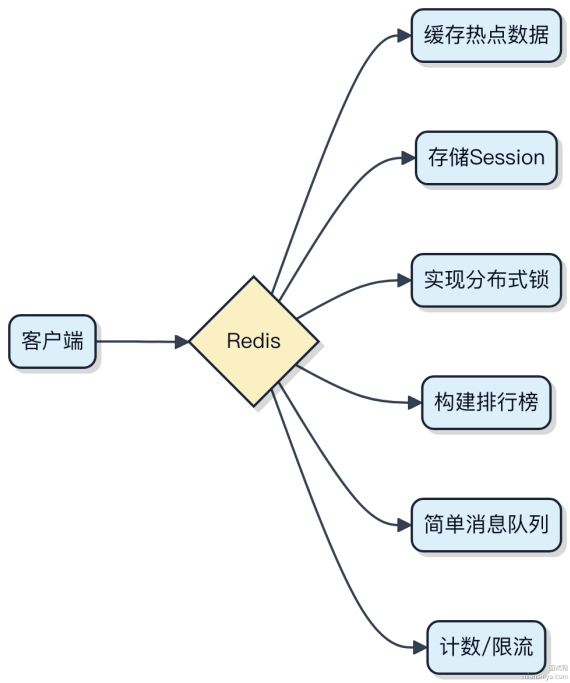 客户端
Redis
缓存热点数据
存储Session
实现分布式锁
构建排行榜
简单消息队列
计数/限流